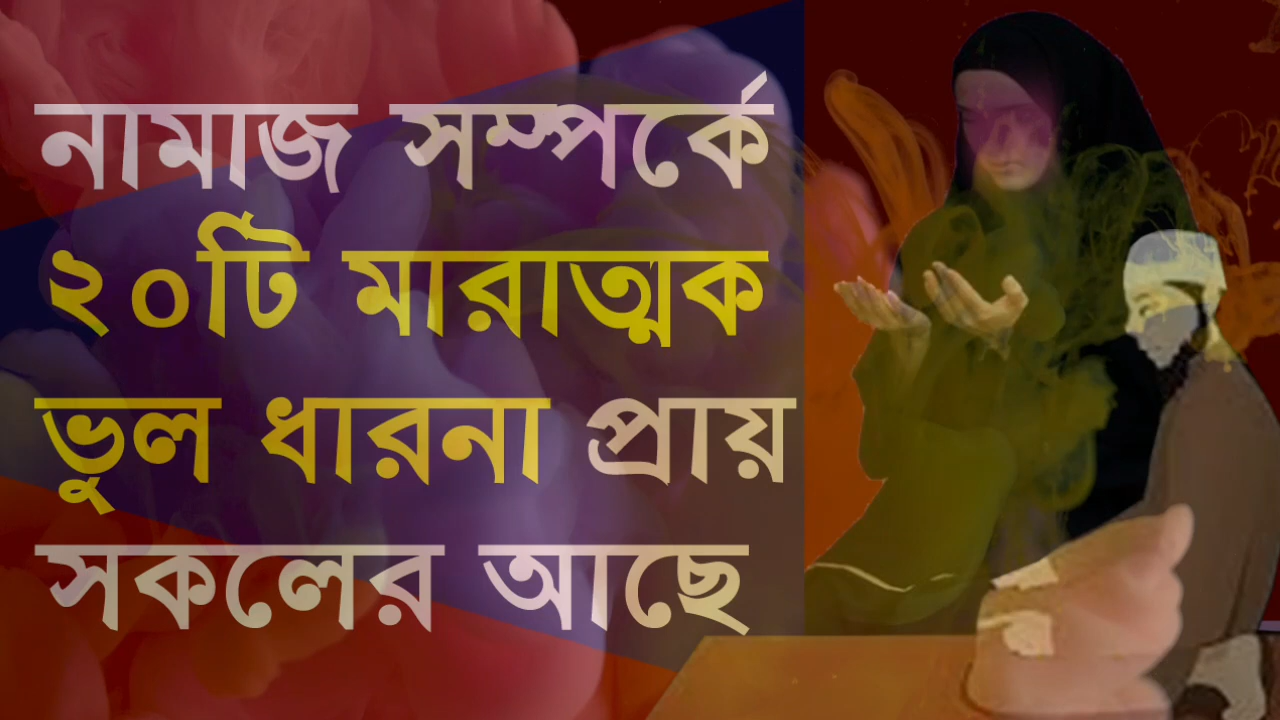 নামাজ সম্পর্কে
২০টি মারাত্মক
ভুল ধারনা প্রায়
সকলের আছে